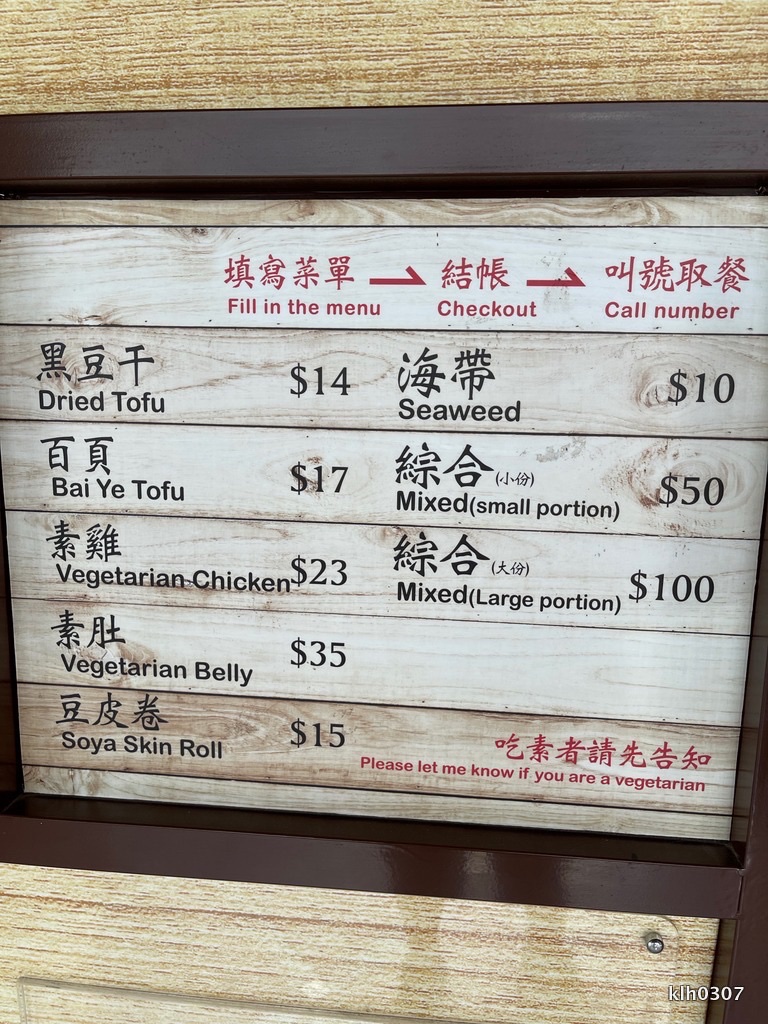 填寫菜單 → 結帳 → 叫號取餐
Fill in the menu Checkout Call number
黑豆干 $14
Dried Tofu
百頁 $17
Bai Ye Tofu
素雞 $23
Vegetarian Chicken
素肚 $35
Vegetarian Belly
豆皮卷 $15
Soya Skin Roll
海帶 $10
Seaweed
綜合(小份) $50
Mixed(small portion)
綜合(大份) $100
Mixed(Large portion)
吃素者請先告知
Please let me know if you are a vegetarian
klh0307